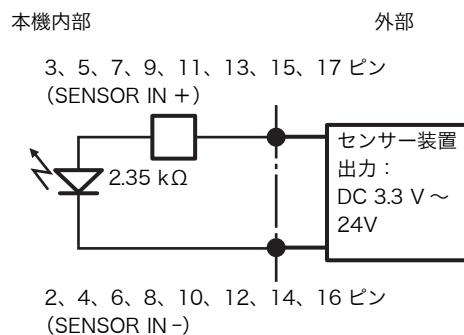 本機内部
外部
3、5、7、9、11、13、15、17 ピン
（SENSOR IN +）
2.35 kΩ
センサー装置
出力：
DC 3.3 V ～
24V
2、4、6、8、10、12、14、16 ピン
（SENSOR IN −）